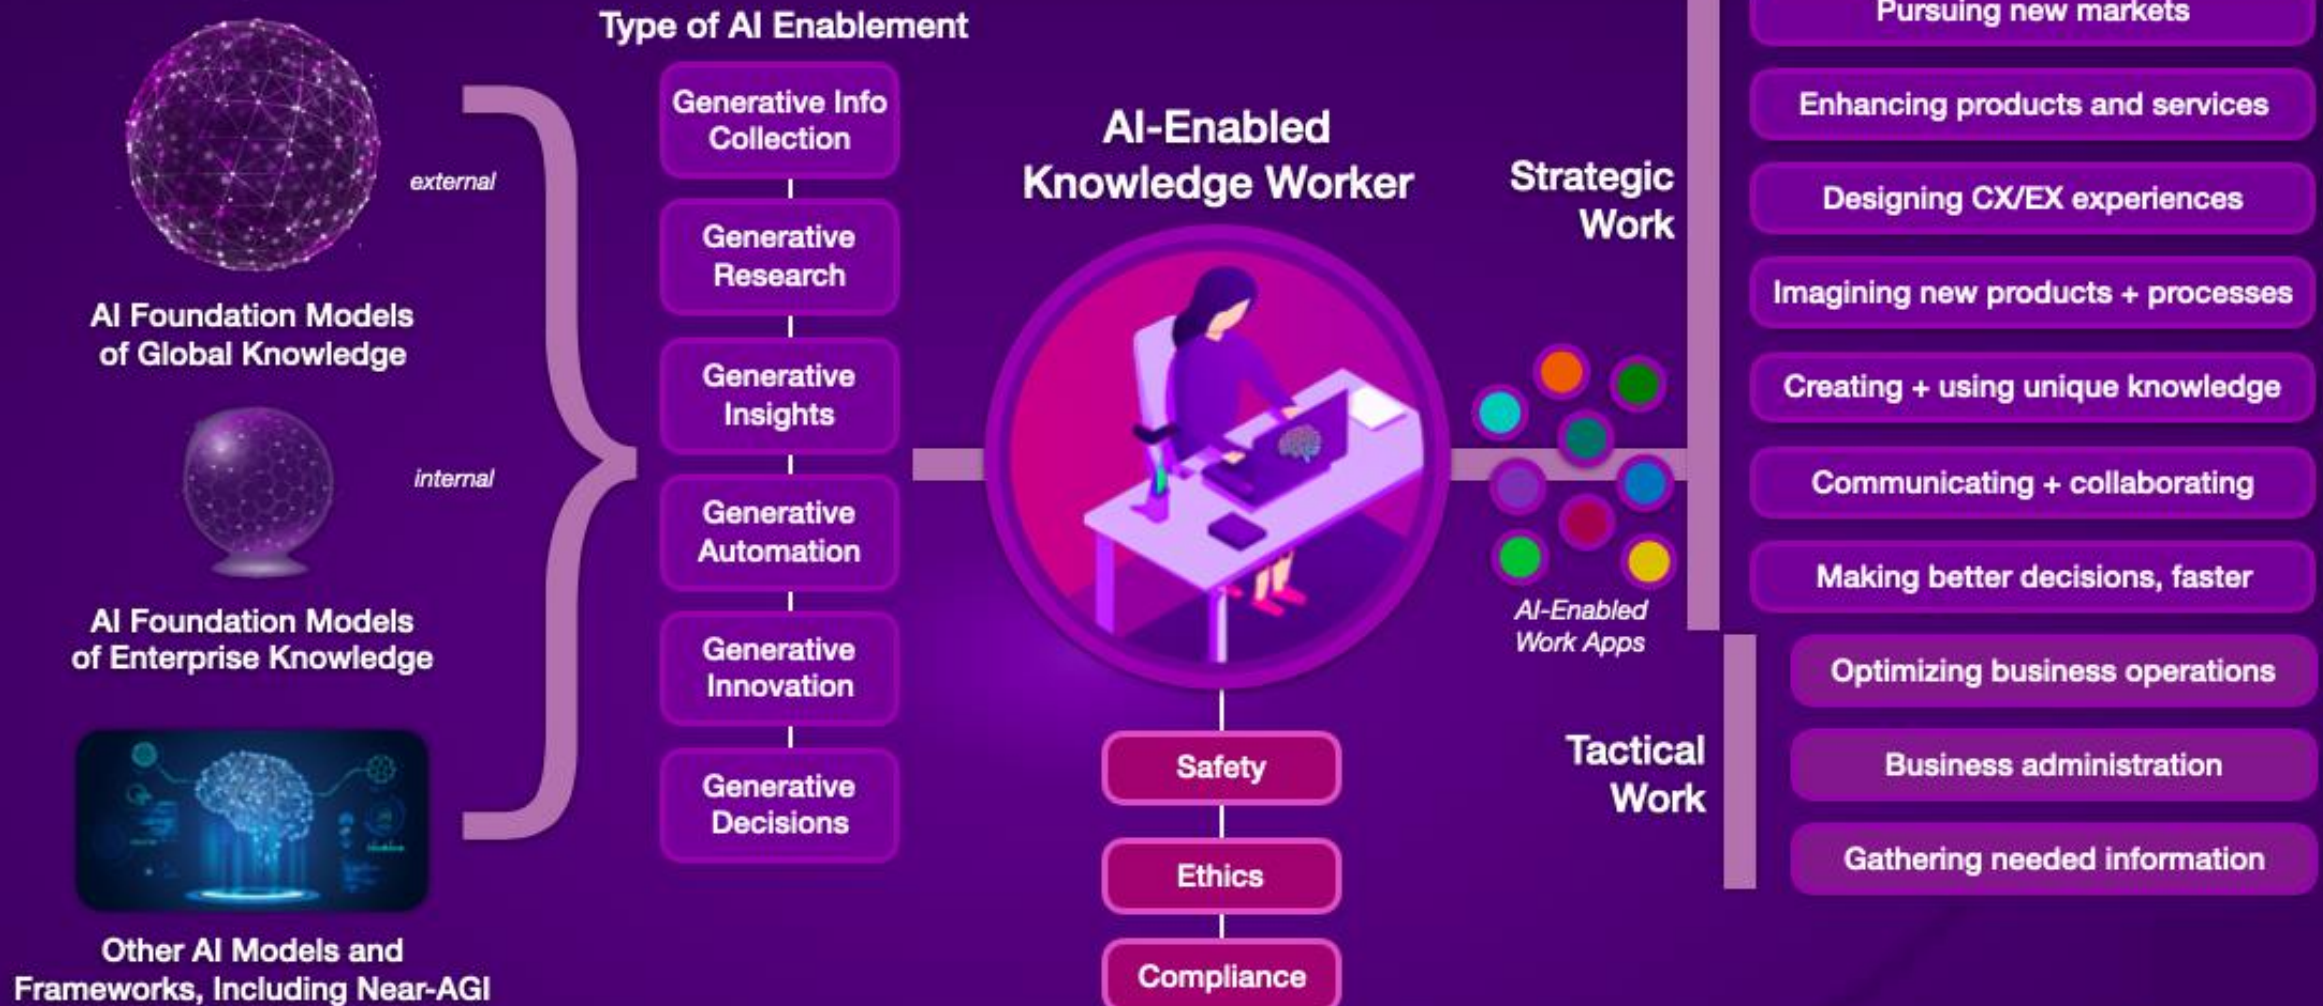 Type of AI Enablement
Generative Info
Collection
Generative
Research
Generative
Insights
Generative
Automation
Generative
Innovation
Generative
Decisions
external
AI Foundation Models
of Global Knowledge
internal
AI Foundation Models
of Enterprise Knowledge
Other AI Models and
Frameworks, Including Near-AGI
AI-Enabled
Knowledge Worker
Safety
Ethics
Compliance
AI-Enabled
Work Apps
Strategic
Work
Pursuing new markets
Enhancing products and services
Designing CX/EX experiences
Imagining new products + processes
Creating + using unique knowledge
Communicating + collaborating
Making better decisions, faster
Tactical
Work
Optimizing business operations
Business administration
Gathering needed information